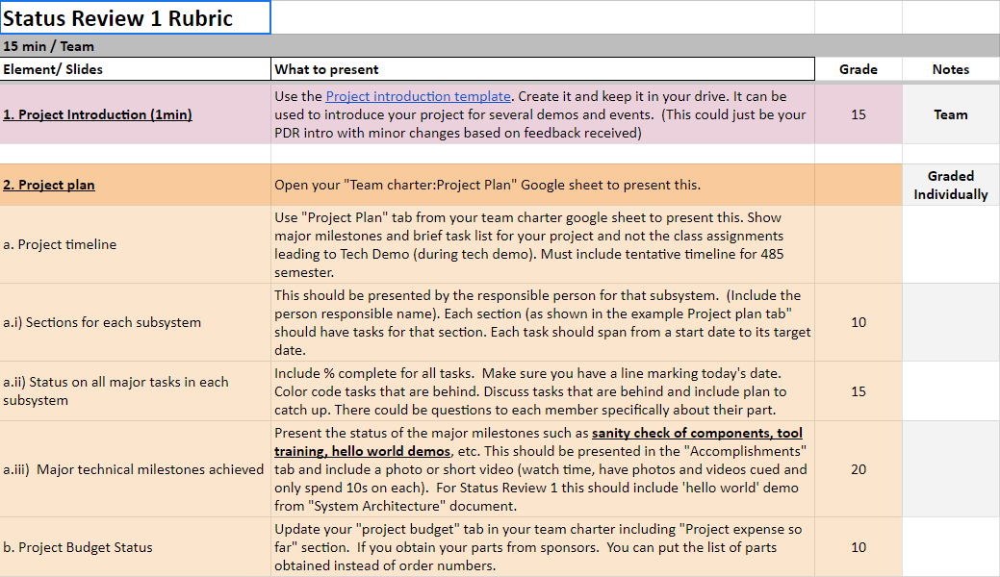 Status Review 1 Rubric
15 min / Team
Element/ Slides What to present Grade Notes
1. Project Introduction (1min)
Use the Project introduction template. Create it and keep it in your drive. It can be
used to introduce your project for several demos and events.  (This could just be your
PDR intro with minor changes based on feedback received)
15
Team
2. Project plan
Open your "Team charter:Project Plan" Google sheet to present this.
Graded
Individually
a. Project timeline
Use "Project Plan" tab from your team charter google sheet to present this. Show
major milestones and brief task list for your project and not the class assignments
leading to Tech Demo (during tech demo). Must include tentative timeline for 485
semester.
a.i) Sections for each subsystem
This should be presented by the responsible person for that subsystem.  (Include the
person responsible name). Each section (as shown in the example Project plan tab"
should have tasks for that section. Each task should span from a start date to its target
date.
10
a.ii) Status on all major tasks in each
subsystem
Include % complete for all tasks.  Make sure you have a line marking today's date.
Color code tasks that are behind. Discuss tasks that are behind and include plan to
catch up. There could be questions to each member specifically about their part.
15
a.iii)  Major technical milestones achieved
Present the status of the major milestones such as sanity check of components, tool
training, hello world demos, etc. This should be presented in the "Accomplishments"
tab and include a photo or short video (watch time, have photos and videos cued and
only spend 10s on each).  For Status Review 1 this should include 'hello world' demo
from "System Architecture" document.
20
b. Project Budget Status
Update your "project budget" tab in your team charter including "Project expense so
far" section.  If you obtain your parts from sponsors.  You can put the list of parts
obtained instead of order numbers.
10